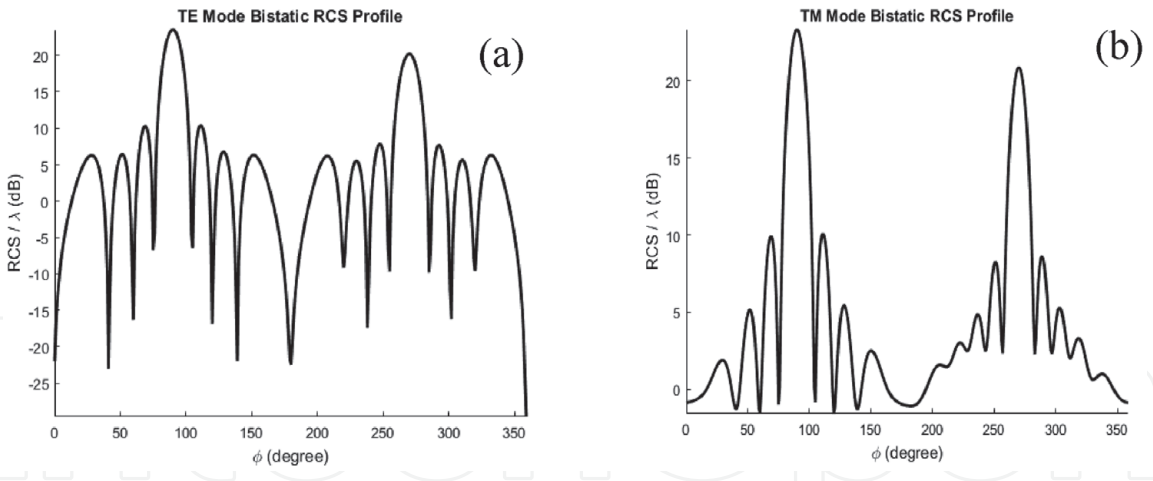 TE Mode Bistatic RCS Profile
(a)
20
15
10
5
0
-5
-10
-15
-20
-25
RCS / λ (dB)
0 50 100 150 200 250 300 350
ϕ (degree)
TM Mode Bistatic RCS Profile
(b)
20
15
10
5
0
RCS / λ (dB)
0 50 100 150 200 250 300 350
ϕ (degree)